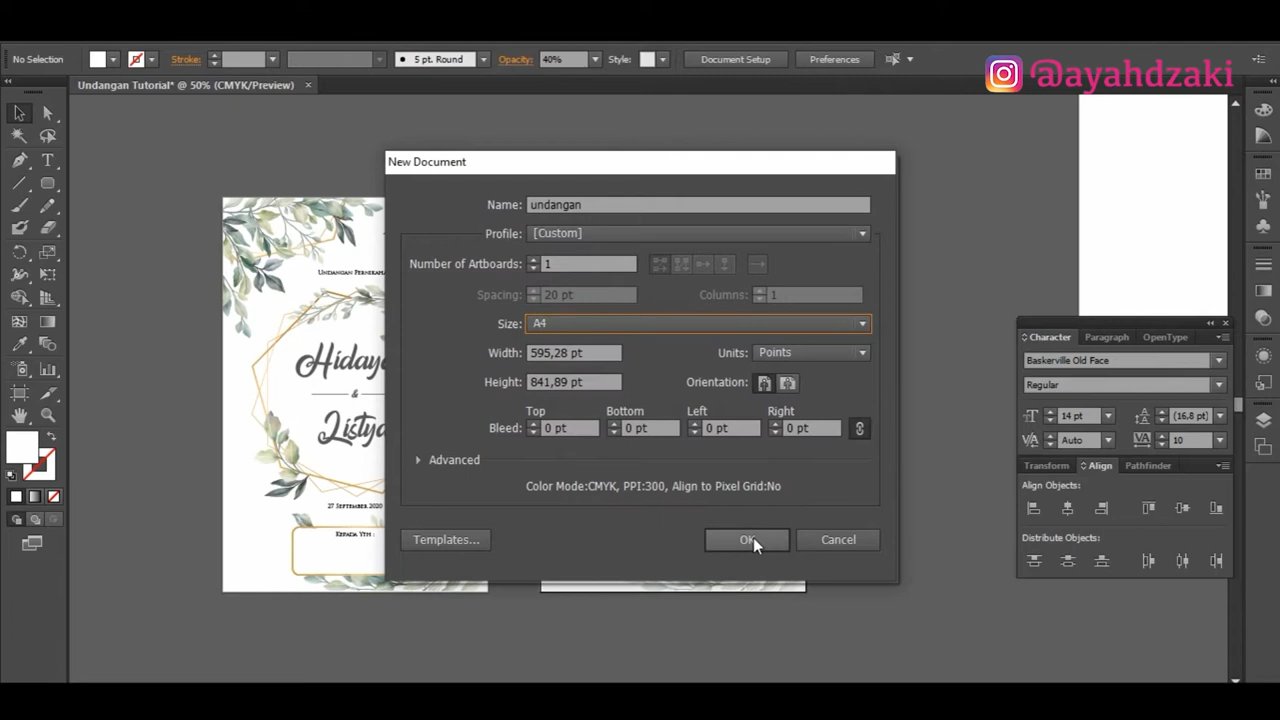 No Selection Stroke: 5 pt. Round Opacity: 40% Style: Document Setup Preferences
@ayahdzaki
Undangan Tutorial* @ 50% (CMYK/Preview) ×
New Document
Name: undangan
Profile: [Custom]
Number of Artboards: 1
Spacing: 20 pt Columns: 1
Size: A4
Width: 595,28 pt Units: Points
Height: 841,89 pt Orientation:
Top Bottom Left Right
Bleed: 0 pt 0 pt 0 pt 0 pt
Advanced
Color Mode:CMYK, PPI:300, Align to Pixel Grid:No
Templates... OK Cancel
Undangan Pernikah
Hidaya
&
Listya
27 September 2020
Kepada Yth :
Character Paragraph OpenType
Baskerville Old Face
Regular
14 pt (16,8 pt)
Auto 10
Transform Align Pathfinder
Align Objects:
Distribute Objects: